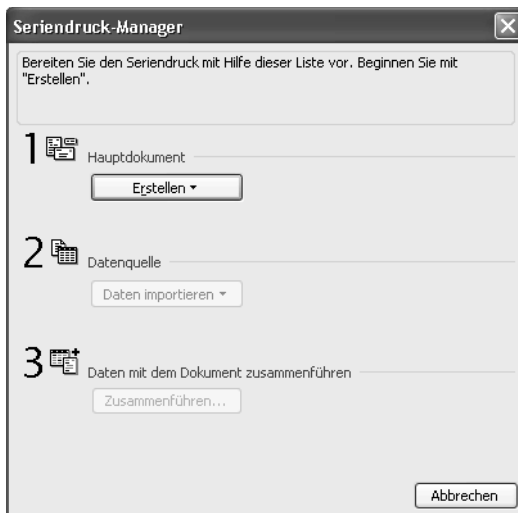 Seriendruck-Manager
Bereiten Sie den Seriendruck mit Hilfe dieser Liste vor. Beginnen Sie mit
"Erstellen".
1 Hauptdokument
Erstellen
2 Datenquelle
Daten importieren
3 Daten mit dem Dokument zusammenführen
Zusammenführen...
Abbrechen